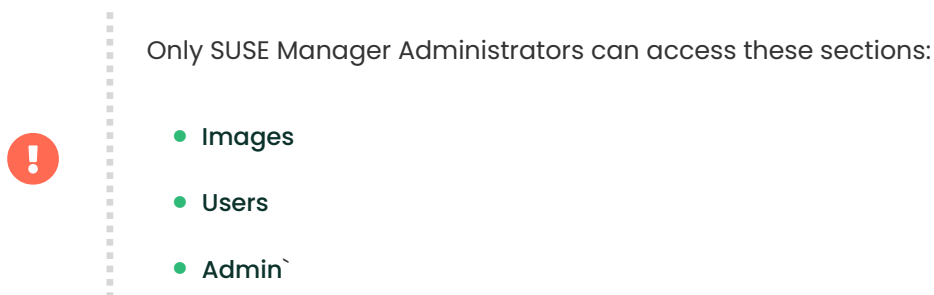 Only SUSE Manager Administrators can access these sections:
Images
Users
Admin`